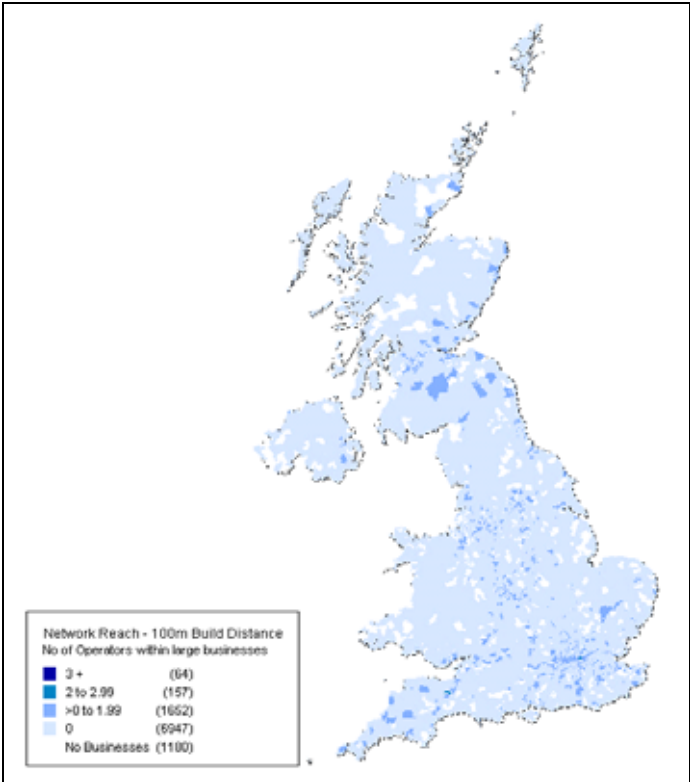 Network Reach - 100m Build Distance
No of Operators within large businesses
3 + (64)
2 to 2.99 (157)
>0 to 1.99 (1652)
0 (6947)
No Businesses (1180)